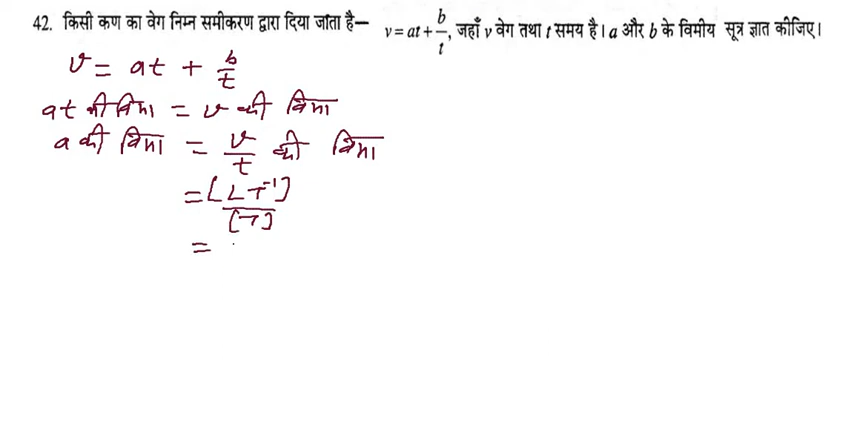 42. किसी कण का वेग निम्न समीकरण द्वारा दिया जाता है— v = at + b/t, जहाँ v वेग तथा t समय है। a और b के विमीय सूत्र ज्ञात कीजिए।
v = at + b/t
at की विमा = v की विमा
a की विमा = v/t की विमा
= [LT⁻¹]/[T]
=